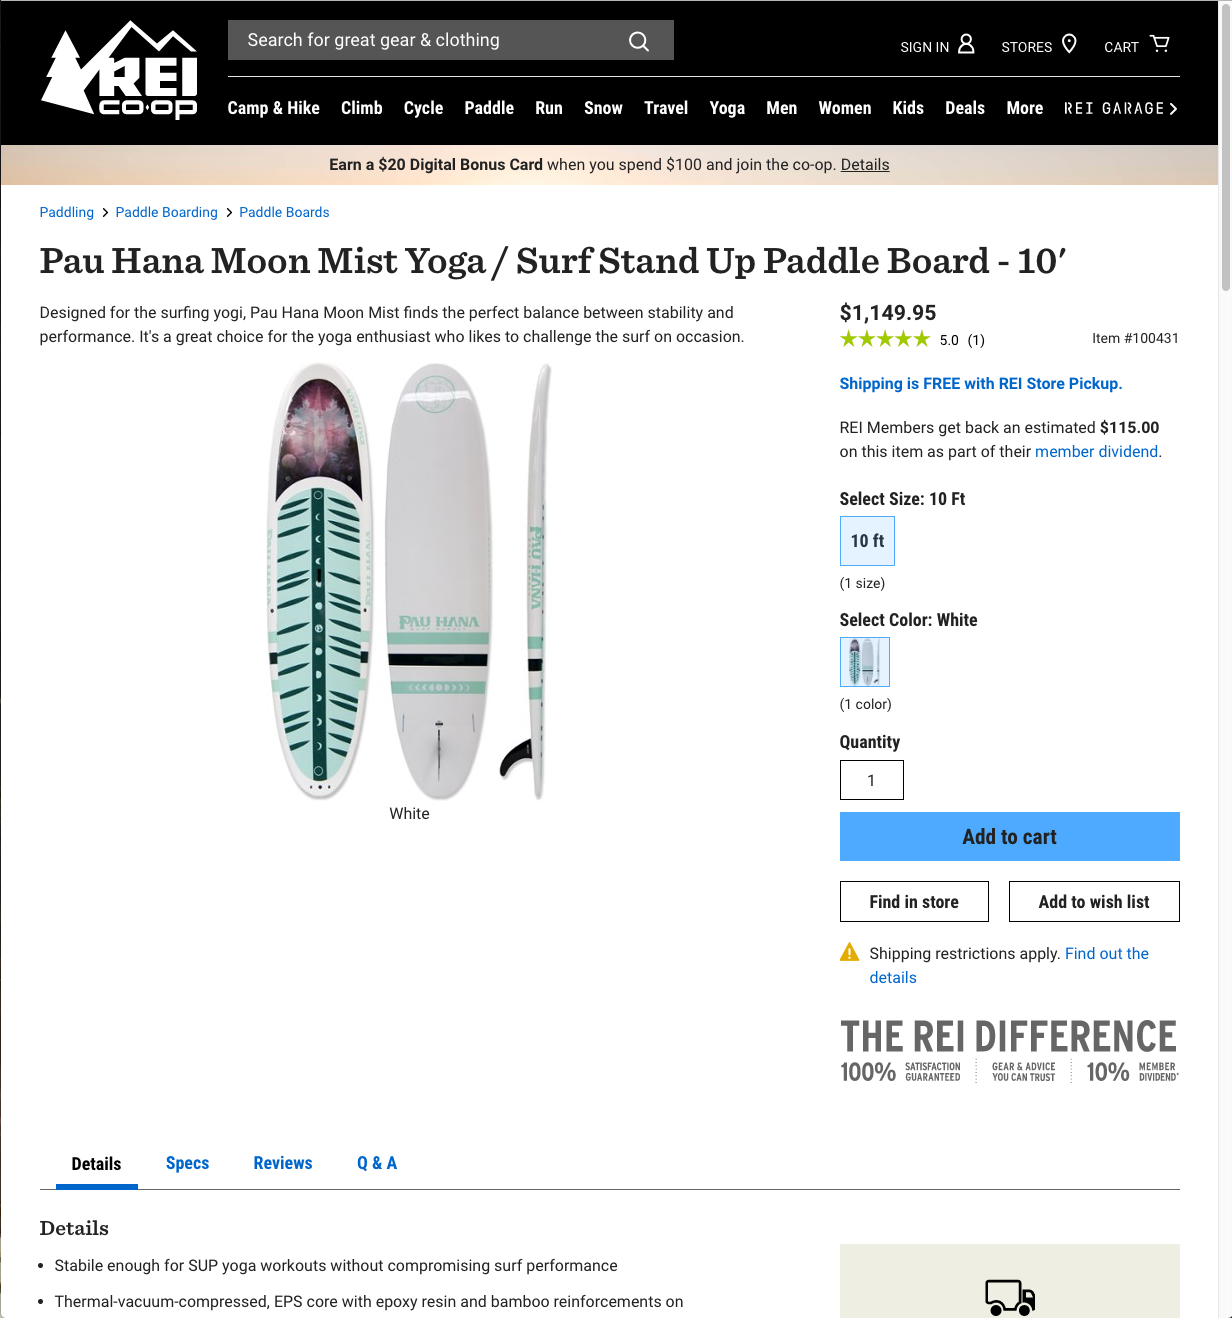 REI
co·op
Search for great gear & clothing
SIGN IN
STORES
CART
Camp & Hike Climb Cycle Paddle Run Snow Travel Yoga Men Women Kids Deals More REI GARAGE
Earn a $20 Digital Bonus Card when you spend $100 and join the co-op. Details
Paddling Paddle Boarding Paddle Boards
Pau Hana Moon Mist Yoga / Surf Stand Up Paddle Board - 10'
Designed for the surfing yogi, Pau Hana Moon Mist finds the perfect balance between stability and
performance. It's a great choice for the yoga enthusiast who likes to challenge the surf on occasion.
PAU HANA
PAU HANA
PAU HANA
PAU HANA
White
$1,149.95
5.0 (1)
Item #100431
Shipping is FREE with REI Store Pickup.
REI Members get back an estimated $115.00
on this item as part of their member dividend.
Select Size: 10 Ft
10 ft
(1 size)
Select Color: White
(1 color)
Quantity
1
Add to cart
Find in store
Add to wish list
Shipping restrictions apply. Find out the
details
THE REI DIFFERENCE
100% SATISFACTION
GUARANTEED
GEAR & ADVICE
YOU CAN TRUST
10% MEMBER
DIVIDEND*
Details Specs Reviews Q & A
Details
• Stabile enough for SUP yoga workouts without compromising surf performance
• Thermal-vacuum-compressed, EPS core with epoxy resin and bamboo reinforcements on